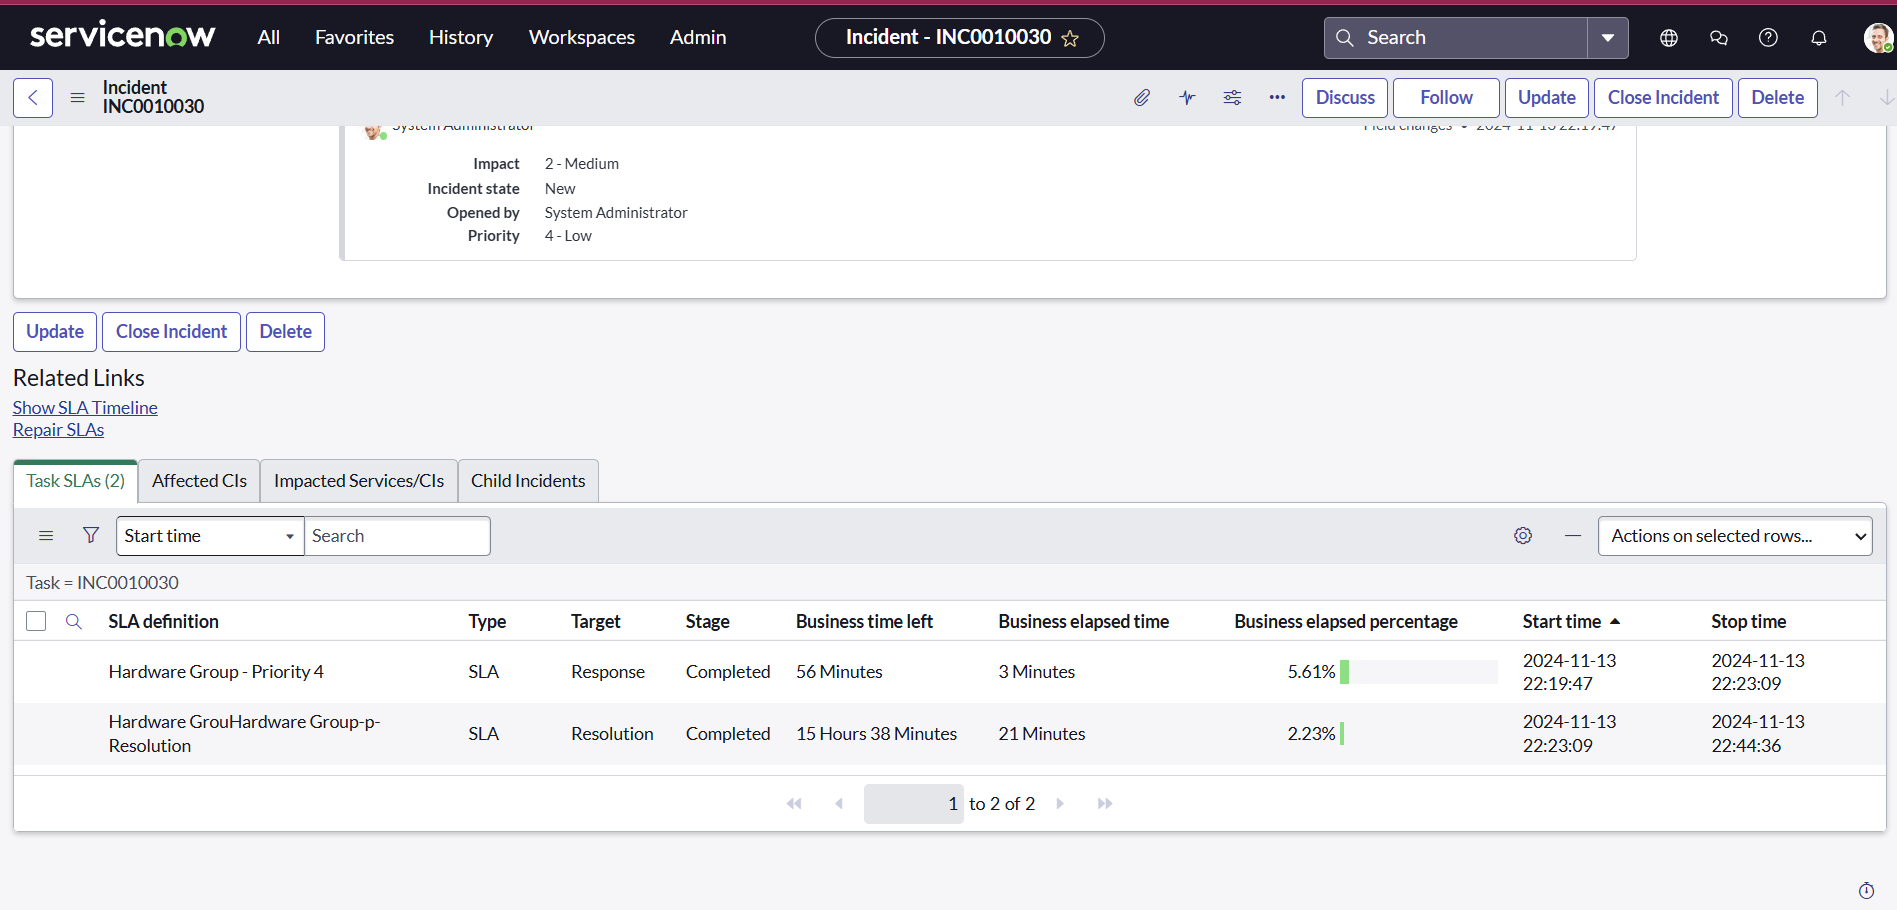 servicenow All Favorites History Workspaces Admin Incident - INC0010030 Search
Incident
INC0010030
Discuss Follow Update Close Incident Delete
System Administrator Field changes • 2024-11-13 22:19:47
Impact 2 - Medium
Incident state New
Opened by System Administrator
Priority 4 - Low
Update Close Incident Delete
Related Links
Show SLA Timeline
Repair SLAs
Task SLAs (2) Affected CIs Impacted Services/CIs Child Incidents
Start time Search Actions on selected rows...
Task = INC0010030
SLA definition Type Target Stage Business time left Business elapsed time Business elapsed percentage Start time Stop time
Hardware Group - Priority 4 SLA Response Completed 56 Minutes 3 Minutes 5.61% 2024-11-13 22:19:47 2024-11-13 22:23:09
Hardware GrouHardware Group-p-
Resolution SLA Resolution Completed 15 Hours 38 Minutes 21 Minutes 2.23% 2024-11-13 22:23:09 2024-11-13 22:44:36
1 to 2 of 2